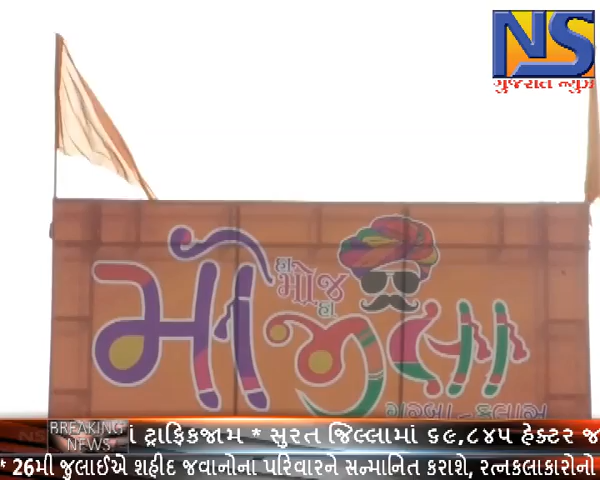 NS
ગુજરાત ન્યુઝ
મોજીલા
હા મોજ હા
ગરબા ના ક્લાસ
BREAKING NEWS
ટ્રાફિકજામ * સુરત જિલ્લામાં ૬૯,૮૪૫ હેક્ટર જ
* 26મી જુલાઈએ શહીદ જવાનોના પરિવારને સન્માનિત કરાશે, રત્નકલાકારોનો